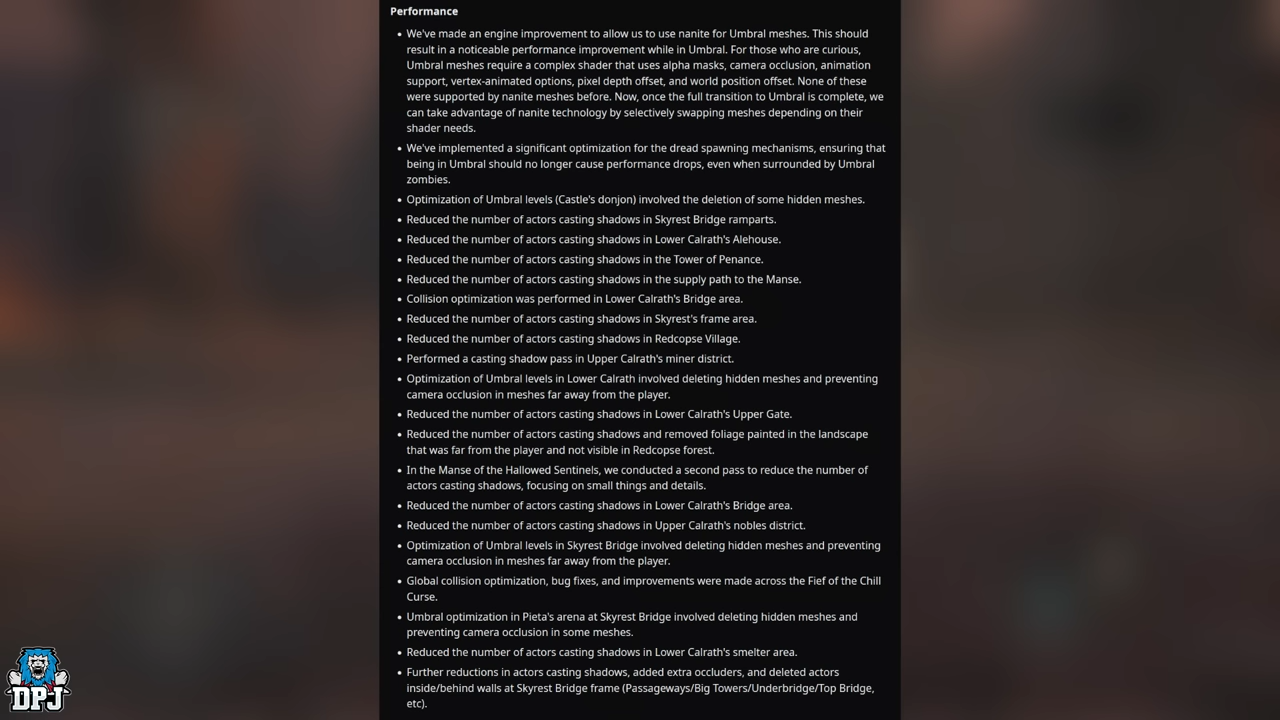 Performance
• We've made an engine improvement to allow us to use nanite for Umbral meshes. This should
result in a noticeable performance improvement while in Umbral. For those who are curious,
Umbral meshes require a complex shader that uses alpha masks, camera occlusion, animation
support, vertex-animated options, pixel depth offset, and world position offset. None of these
were supported by nanite meshes before. Now, once the full transition to Umbral is complete, we
can take advantage of nanite technology by selectively swapping meshes depending on their
shader needs.
• We've implemented a significant optimization for the dread spawning mechanisms, ensuring that
being in Umbral should no longer cause performance drops, even when surrounded by Umbral
zombies.
• Optimization of Umbral levels (Castle's donjon) involved the deletion of some hidden meshes.
• Reduced the number of actors casting shadows in Skyrest Bridge ramparts.
• Reduced the number of actors casting shadows in Lower Calrath's Alehouse.
• Reduced the number of actors casting shadows in the Tower of Penance.
• Reduced the number of actors casting shadows in the supply path to the Manse.
• Collision optimization was performed in Lower Calrath's Bridge area.
• Reduced the number of actors casting shadows in Skyrest's frame area.
• Reduced the number of actors casting shadows in Redcopse Village.
• Performed a casting shadow pass in Upper Calrath's miner district.
• Optimization of Umbral levels in Lower Calrath involved deleting hidden meshes and preventing
camera occlusion in meshes far away from the player.
• Reduced the number of actors casting shadows in Lower Calrath's Upper Gate.
• Reduced the number of actors casting shadows and removed foliage painted in the landscape
that was far from the player and not visible in Redcopse forest.
• In the Manse of the Hallowed Sentinels, we conducted a second pass to reduce the number of
actors casting shadows, focusing on small things and details.
• Reduced the number of actors casting shadows in Lower Calrath's Bridge area.
• Reduced the number of actors casting shadows in Upper Calrath's nobles district.
• Optimization of Umbral levels in Skyrest Bridge involved deleting hidden meshes and preventing
camera occlusion in meshes far away from the player.
• Global collision optimization, bug fixes, and improvements were made across the Fief of the Chill
Curse.
• Umbral optimization in Pieta's arena at Skyrest Bridge involved deleting hidden meshes and
preventing camera occlusion in some meshes.
• Reduced the number of actors casting shadows in Lower Calrath's smelter area.
• Further reductions in actors casting shadows, added extra occluders, and deleted actors
inside/behind walls at Skyrest Bridge frame (Passageways/Big Towers/Underbridge/Top Bridge,
etc).
DPJ